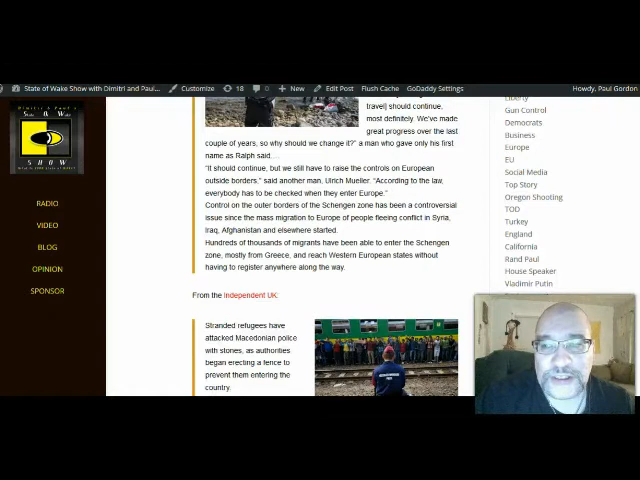 State of Wake Show with Dimitri and Paul... Customize 18 0 New Edit Post Flush Cache GoDaddy Settings Howdy, Paul Gordon
Dimitri & Paul's
State O Wake
SHOW
RADIO
VIDEO
BLOG
OPINION
SPONSOR
travel] should continue,
most definitely. We've made
great progress over the last
couple of years, so why should we change it?" a man who gave only his first
name as Ralph said.
"It should continue, but we still have to raise the controls on European
outside borders," said another man, Ulrich Mueller. "According to the law,
everybody has to be checked when they enter Europe."
Control on the outer borders of the Schengen zone has been a controversial
issue since the mass migration to Europe of people fleeing conflict in Syria,
Iraq, Afghanistan and elsewhere started.
Hundreds of thousands of migrants have been able to enter the Schengen
zone, mostly from Greece, and reach Western European states without
having to register anywhere along the way.
From the Independent UK:
Stranded refugees have
attacked Macedonian police
with stones, as authorities
began erecting a fence to
prevent them entering the
country.
Liberty
Gun Control
Democrats
Business
Europe
EU
Social Media
Top Story
Oregon Shooting
TOD
Turkey
England
California
Rand Paul
House Speaker
Vladimir Putin